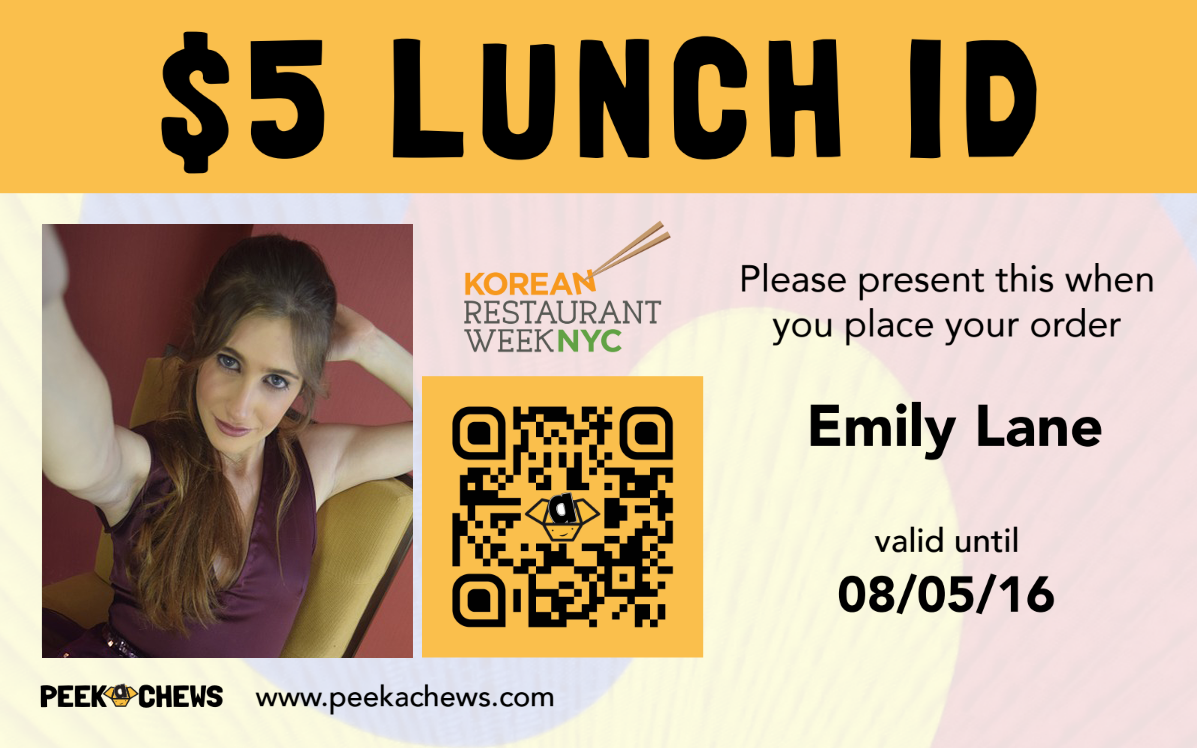 $5 LUNCH ID
KOREAN
RESTAURANT
WEEKNYC
Please present this when
you place your order
Emily Lane
valid until
08/05/16
PEEKaCHEWS
www.peekachews.com